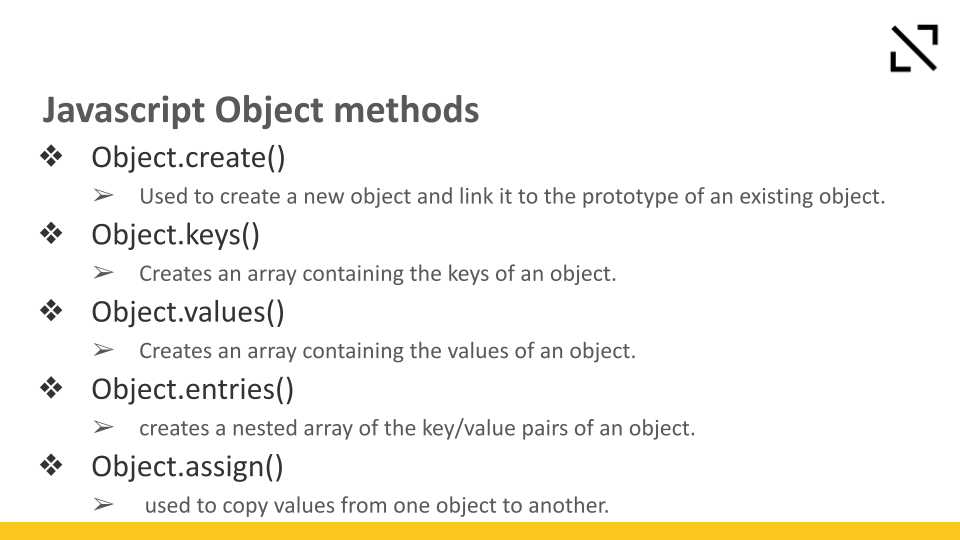 Javascript Object methods
❖ Object.create()
➢ Used to create a new object and link it to the prototype of an existing object.
❖ Object.keys()
➢ Creates an array containing the keys of an object.
❖ Object.values()
➢ Creates an array containing the values of an object.
❖ Object.entries()
➢ creates a nested array of the key/value pairs of an object.
❖ Object.assign()
➢ used to copy values from one object to another.